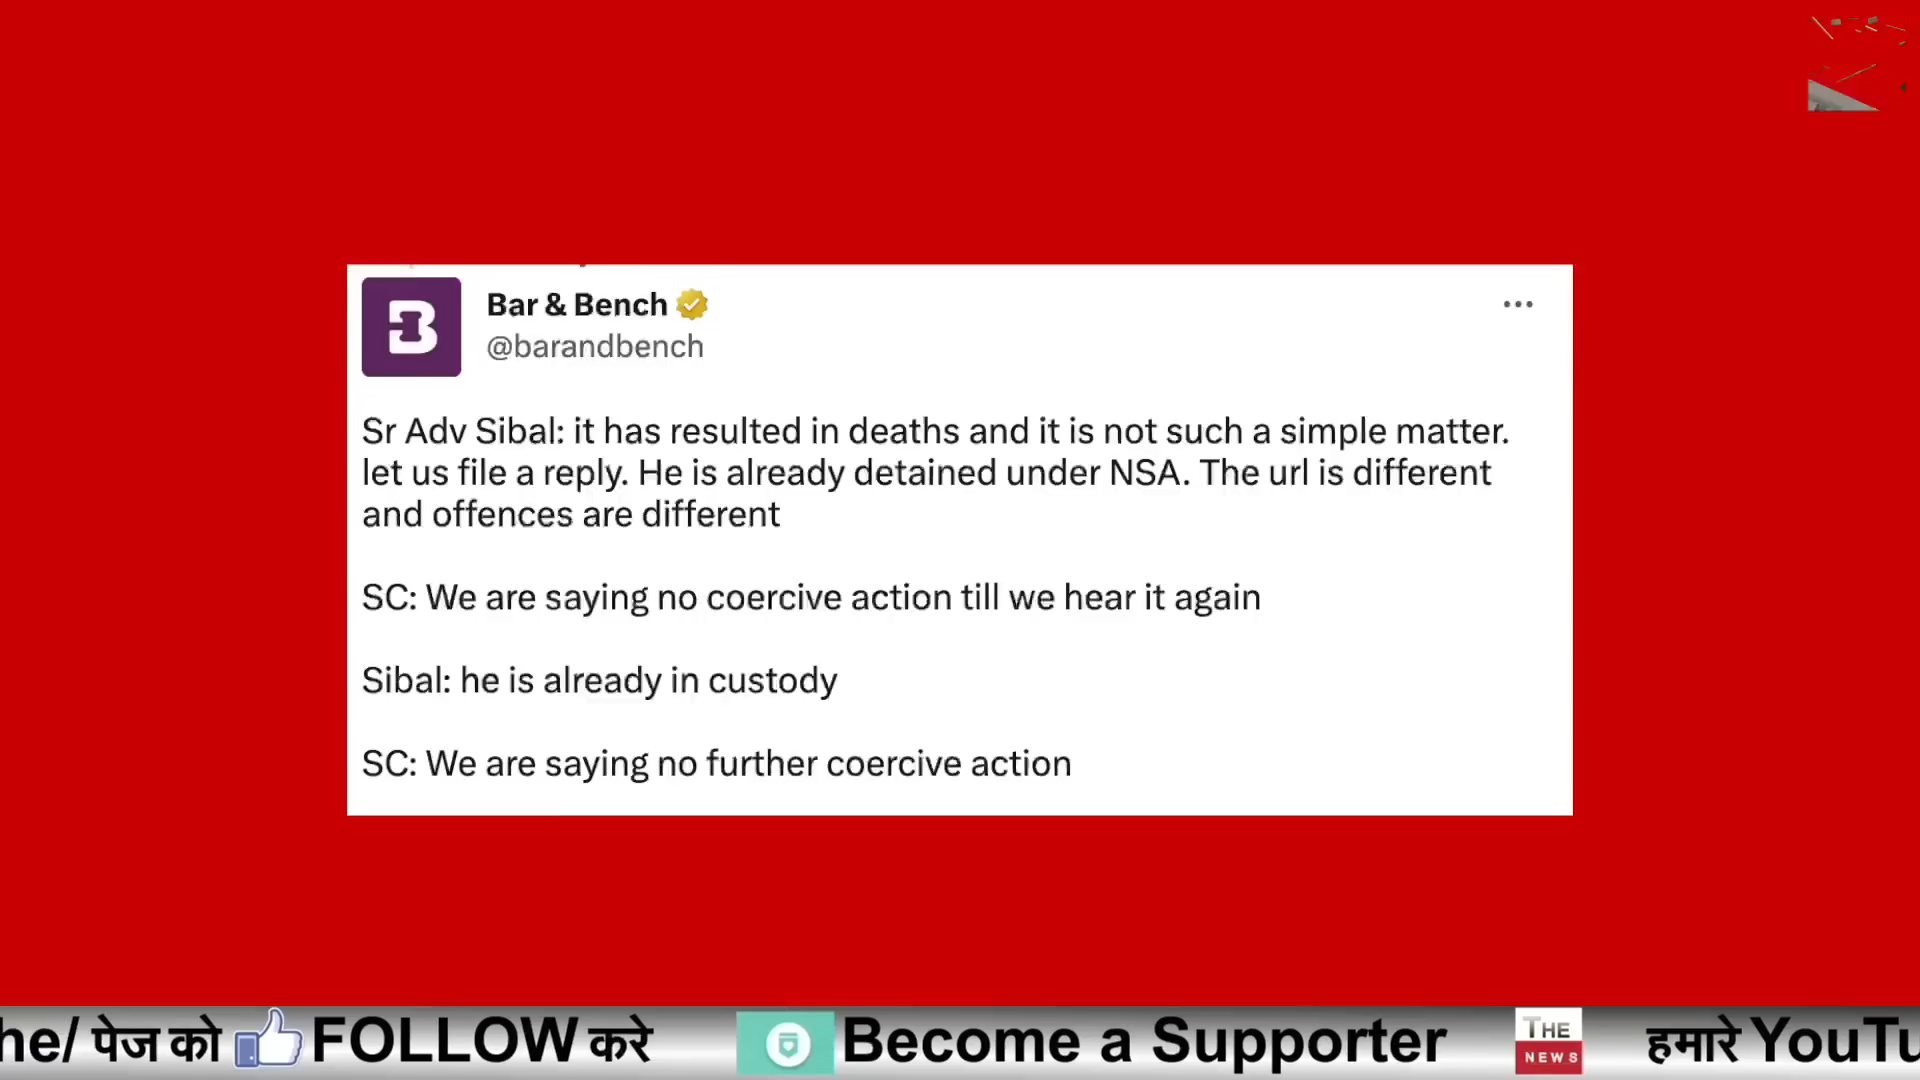 Bar & Bench
@barandbench
Sr Adv Sibal: it has resulted in deaths and it is not such a simple matter.
let us file a reply. He is already detained under NSA. The url is different
and offences are different
SC: We are saying no coercive action till we hear it again
Sibal: he is already in custody
SC: We are saying no further coercive action
he/ पेज को FOLLOW करे Become a Supporter THE NEWS हमारे YouTu